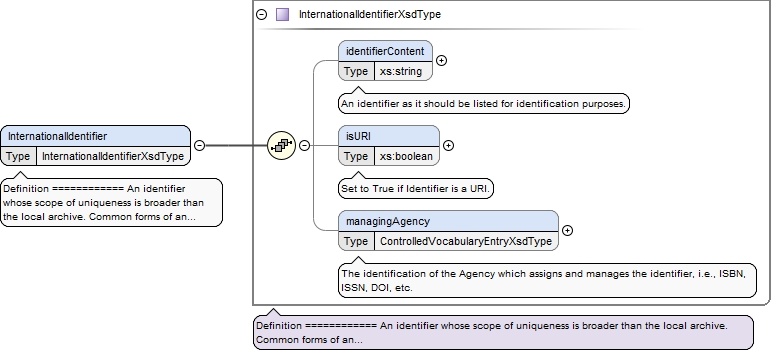 InternationalIdentifierXsdType
identifierContent
Type xs:string
An identifier as it should be listed for identification purposes.
InternationalIdentifier
Type InternationalIdentifierXsdType
Definition ============ An identifier
whose scope of uniqueness is broader than
the local archive. Common forms of an...
isURI
Type xs:boolean
Set to True if Identifier is a URI.
managingAgency
Type ControlledVocabularyEntryXsdType
The identification of the Agency which assigns and manages the identifier, i.e., ISBN,
ISSN, DOI, etc.
Definition ============ An identifier whose scope of uniqueness is broader than the local archive.
Common forms of an...